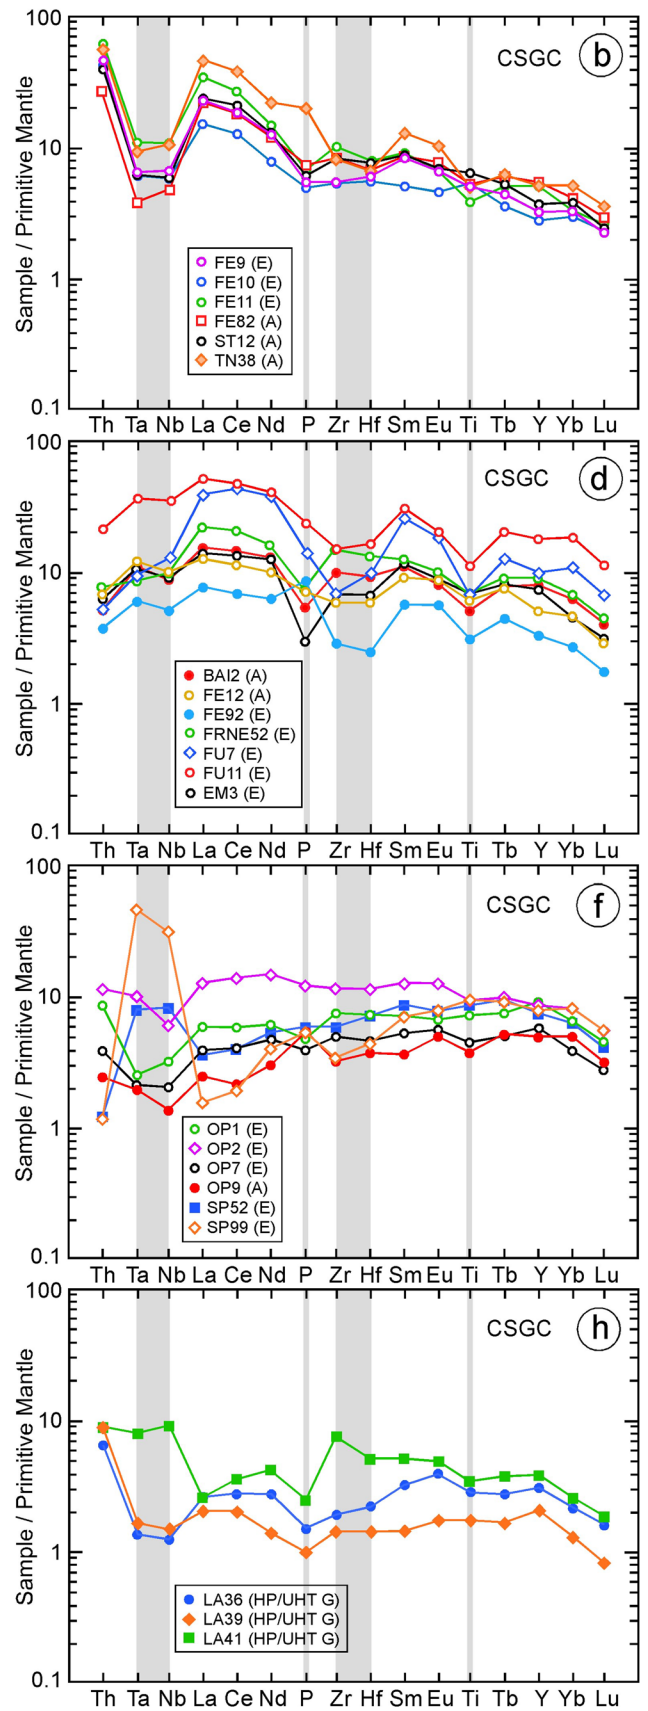 100
CSGC b
10
Sample / Primitive Mantle
1
FE9 (E)
FE10 (E)
FE11 (E)
FE82 (A)
ST12 (A)
TN38 (A)
0.1
Th Ta Nb La Ce Nd P Zr Hf Sm Eu Ti Tb Y Yb Lu
100
CSGC d
10
Sample / Primitive Mantle
1
BAI2 (A)
FE12 (A)
FE92 (E)
FRNE52 (E)
FU7 (E)
FU11 (E)
EM3 (E)
0.1
Th Ta Nb La Ce Nd P Zr Hf Sm Eu Ti Tb Y Yb Lu
100
CSGC f
10
Sample / Primitive Mantle
1
OP1 (E)
OP2 (E)
OP7 (E)
OP9 (A)
SP52 (E)
SP99 (E)
0.1
Th Ta Nb La Ce Nd P Zr Hf Sm Eu Ti Tb Y Yb Lu
100
CSGC h
10
Sample / Primitive Mantle
1
LA36 (HP/UHT G)
LA39 (HP/UHT G)
LA41 (HP/UHT G)
0.1
Th Ta Nb La Ce Nd P Zr Hf Sm Eu Ti Tb Y Yb Lu